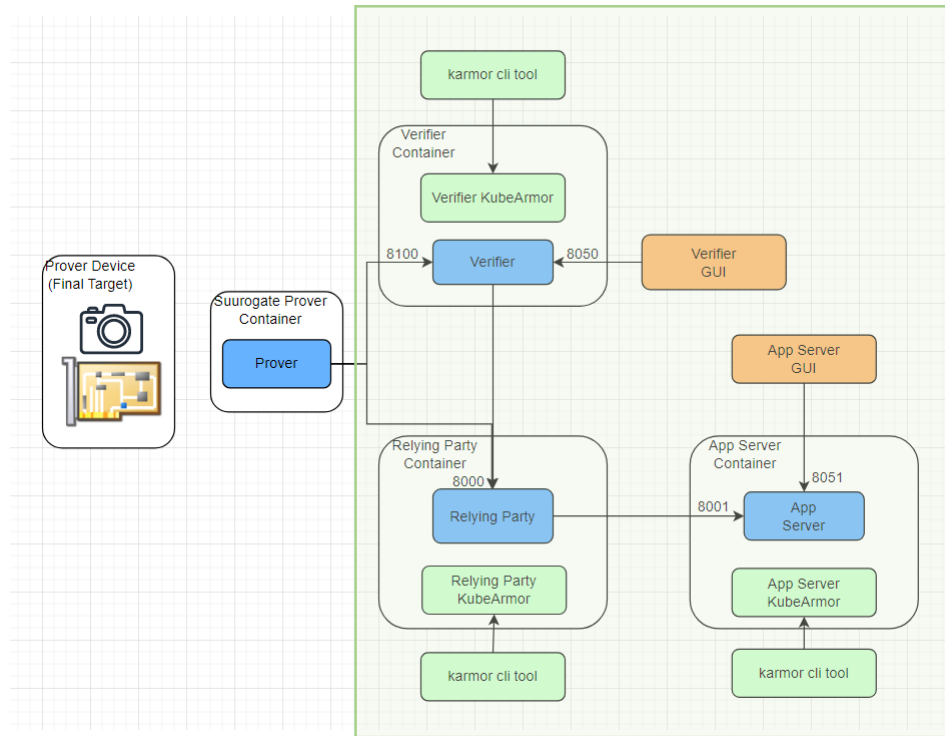 karmor cli tool
Verifier
Container
Verifier KubeArmor
8100
Verifier
8050
Verifier
GUI
Prover Device
(Final Target)
Suurogate Prover
Container
Prover
App Server
GUI
Relying Party
Container
8000
Relying Party
8001
App Server
Container
8051
App
Server
Relying Party
KubeArmor
App Server
KubeArmor
karmor cli tool
karmor cli tool